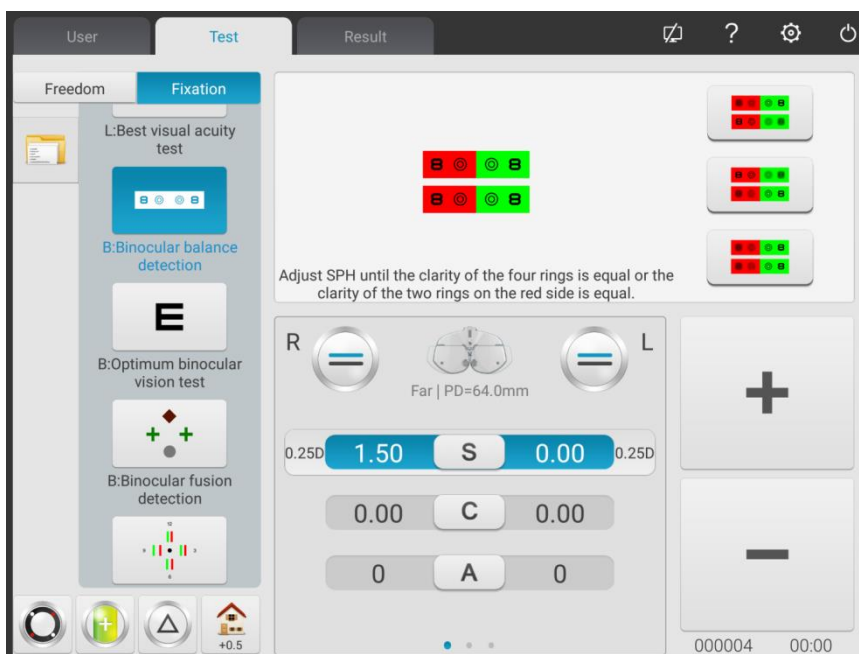 User
Test
Result
?
Freedom
Fixation
L:Best visual acuity
test
B:Binocular balance
detection
E
B:Optimum binocular
vision test
B:Binocular fusion
detection
+0.5
Adjust SPH until the clarity of the four rings is equal or the
clarity of the two rings on the red side is equal.
R
L
Far | PD=64.0mm
0.25D 1.50 S 0.00 0.25D
0.00 C 0.00
0 A 0
+
−
000004 00:00